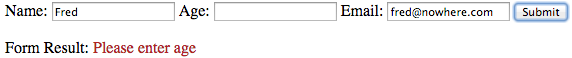 Name: Fred Age: Email: fred@nowhere.com Submit
Form Result: Please enter age